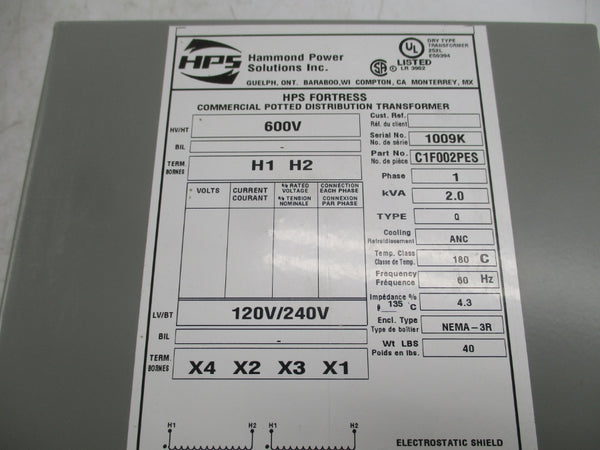 HPS
Hammond Power
Solutions Inc.
UL
LISTED
DRY TYPE
TRANSFORMER
25XL
E50394
LR 3902
GUELPH, ONT. BARABOO,WI COMPTON, CA MONTERREY, MX
HPS FORTRESS
COMMERCIAL POTTED DISTRIBUTION TRANSFORMER
HV/HT 600V
BIL -
TERM.
BORNES H1 H2
VOLTS
CURRENT
COURANT
% RATED
VOLTAGE
% TENSION
NOMINALE
CONNECTION
EACH PHASE
CONNEXION
PAR PHASE
LV/BT 120V/240V
BIL -
TERM.
BORNES X4 X2 X3 X1
Cust. Ref.
Réf. du client
Serial No.
No. de série 1009K
Part No.
No. de pièce C1F002PES
Phase 1
kVA 2.0
TYPE Q
Cooling
Refroidissement ANC
Temp. Class
Classe de Temp. 180 °C
Frequency
Fréquence 60 Hz
Impédance %
135 °C 4.3
Encl. Type
Type de boîtier NEMA-3R
Wt LBS
Poids en lbs. 40
H1 H2 H1 H2
ELECTROSTATIC SHIELD